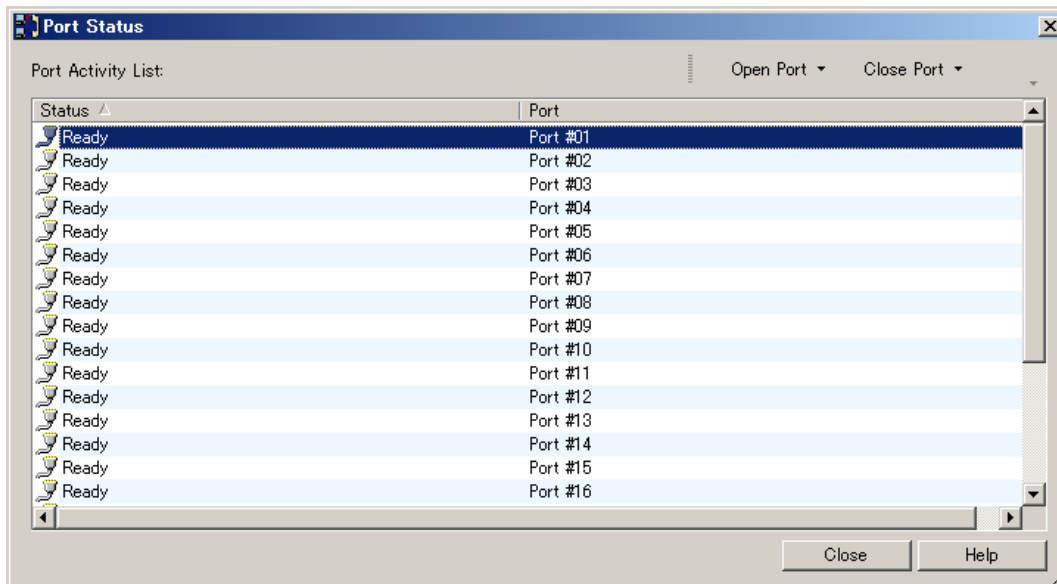 Port Status
Port Activity List: Open Port Close Port
Status Port
Ready Port #01
Ready Port #02
Ready Port #03
Ready Port #04
Ready Port #05
Ready Port #06
Ready Port #07
Ready Port #08
Ready Port #09
Ready Port #10
Ready Port #11
Ready Port #12
Ready Port #13
Ready Port #14
Ready Port #15
Ready Port #16
Close Help